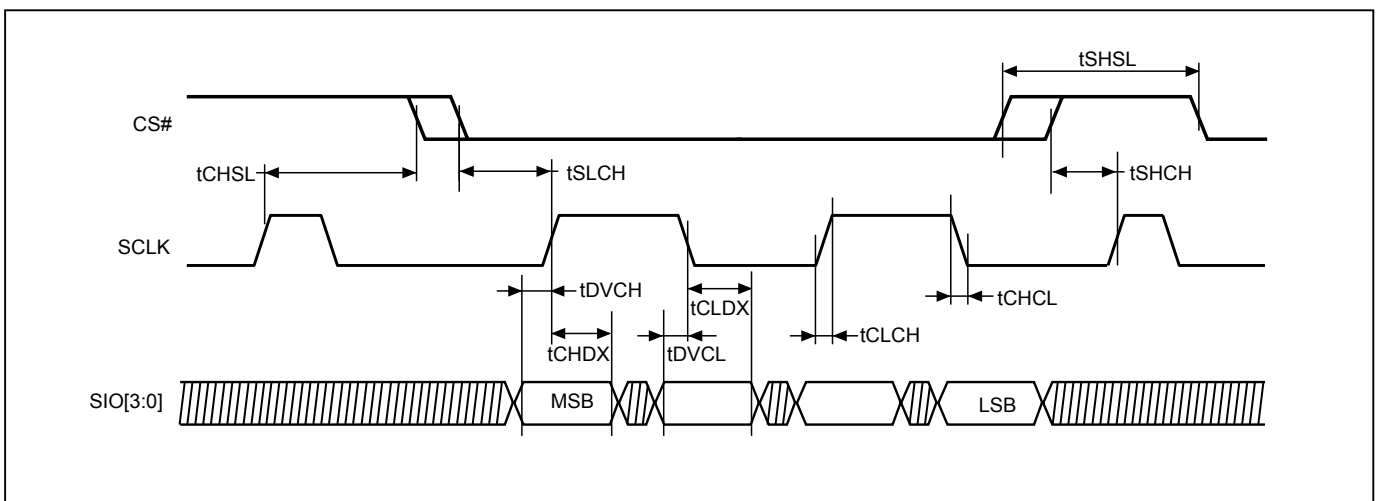 tSHSL
CS#
tCHSL
tSLCH
tSHCH
SCLK
tDVCH
tCLDX
tCHCL
tCHDX
tDVCL
tCLCH
SIO[3:0]
MSB
LSB